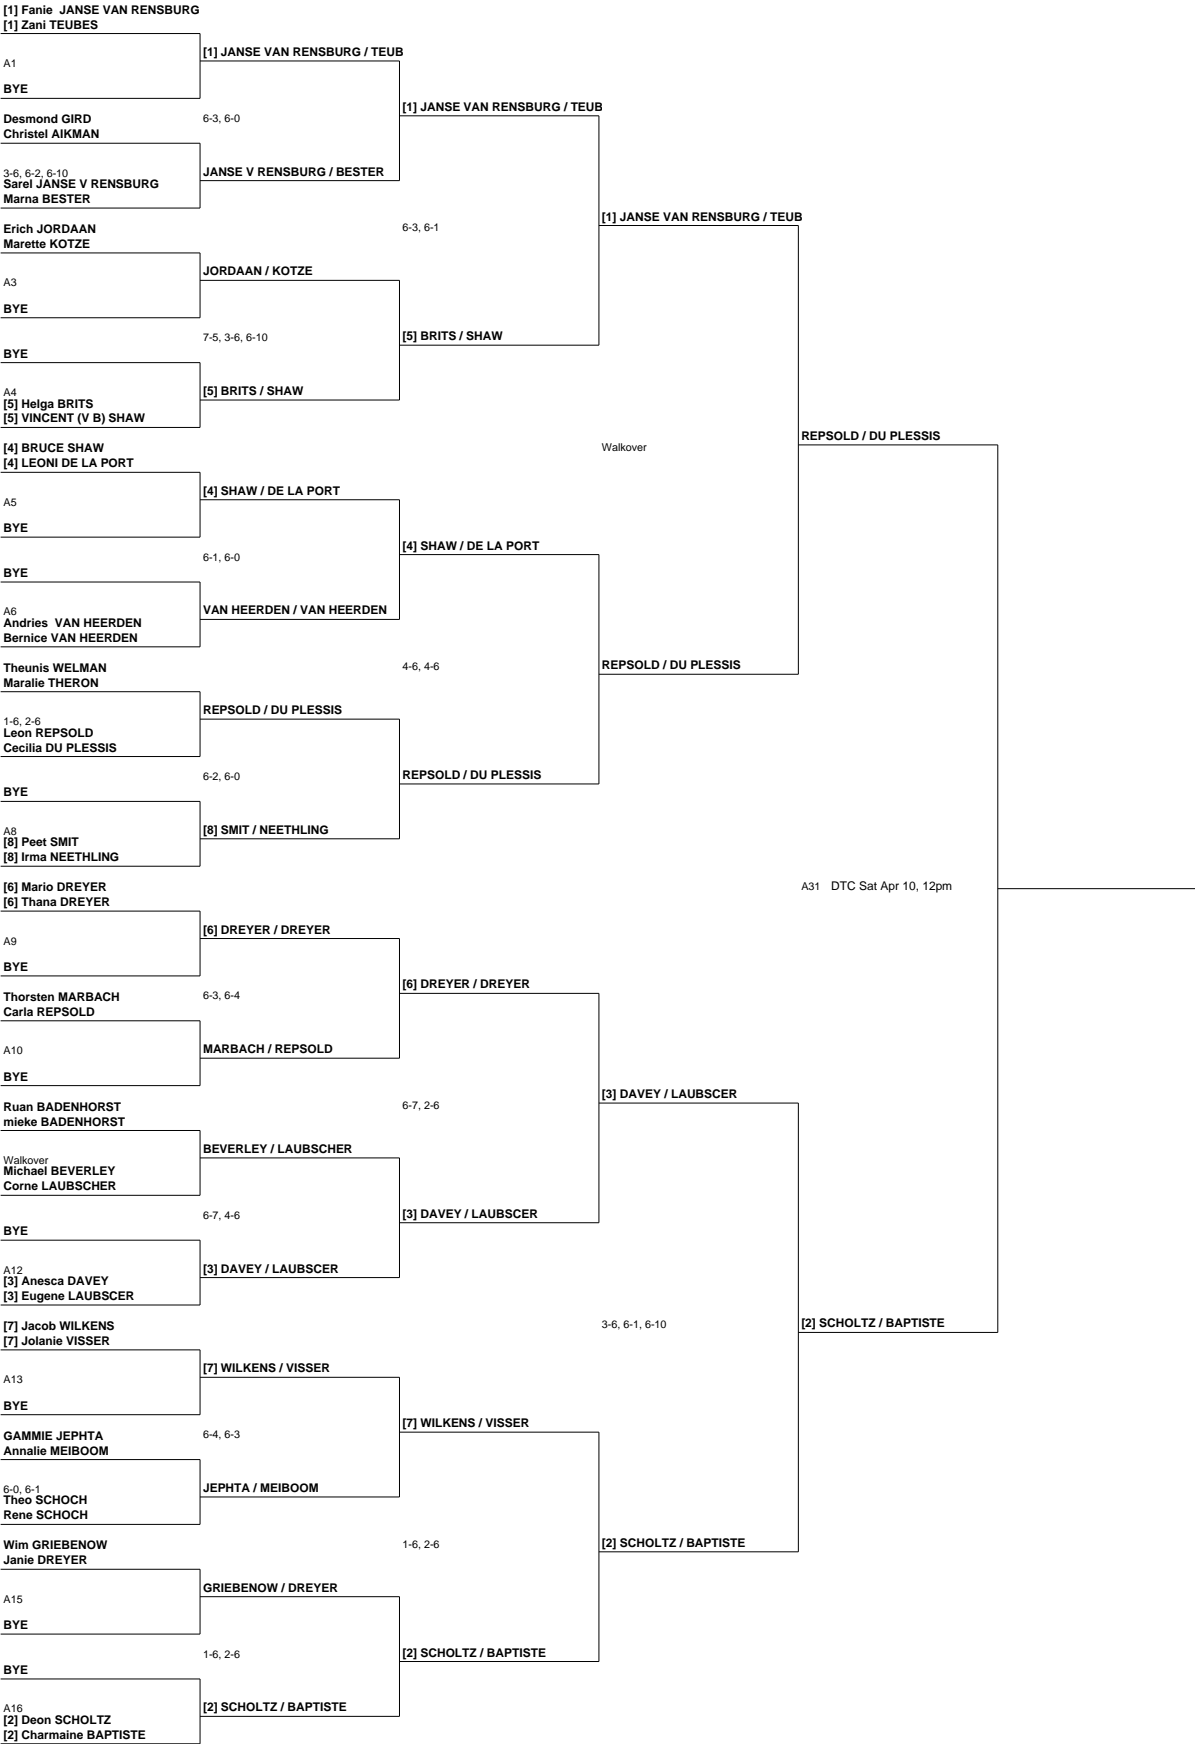 [1] Fanie  JANSE VAN RENSBURG
[1] Zani TEUBES
[1] JANSE VAN RENSBURG / TEUB
A1
BYE
[1] JANSE VAN RENSBURG / TEUB
Desmond GIRD
Christel AIKMAN
6-3, 6-0
3-6, 6-2, 6-10
Sarel JANSE V RENSBURG
Marna BESTER
JANSE V RENSBURG / BESTER
[1] JANSE VAN RENSBURG / TEUB
Erich JORDAAN
Marette KOTZE
6-3, 6-1
JORDAAN / KOTZE
A3
BYE
7-5, 3-6, 6-10
[5] BRITS / SHAW
BYE
A4
[5] Helga BRITS
[5] VINCENT (V B) SHAW
[5] BRITS / SHAW
REPSOLD / DU PLESSIS
Walkover
[4] BRUCE SHAW
[4] LEONI DE LA PORT
[4] SHAW / DE LA PORT
A5
BYE
[4] SHAW / DE LA PORT
6-1, 6-0
BYE
A6
Andries  VAN HEERDEN
Bernice VAN HEERDEN
VAN HEERDEN / VAN HEERDEN
Theunis WELMAN
Maralie THERON
4-6, 4-6
REPSOLD / DU PLESSIS
REPSOLD / DU PLESSIS
1-6, 2-6
Leon REPSOLD
Cecilia DU PLESSIS
6-2, 6-0
REPSOLD / DU PLESSIS
BYE
A8
[8] Peet SMIT
[8] Irma NEETHLING
[8] SMIT / NEETHLING
A31   DTC Sat Apr 10, 12pm
[6] Mario DREYER
[6] Thana DREYER
[6] DREYER / DREYER
A9
BYE
[6] DREYER / DREYER
Thorsten MARBACH
Carla REPSOLD
6-3, 6-4
A10
MARBACH / REPSOLD
BYE
[3] DAVEY / LAUBSCER
Ruan BADENHORST
mieke BADENHORST
6-7, 2-6
BEVERLEY / LAUBSCHER
Walkover
Michael BEVERLEY
Corne LAUBSCHER
6-7, 4-6
[3] DAVEY / LAUBSCER
BYE
A12
[3] Anesca DAVEY
[3] Eugene LAUBSCER
[3] DAVEY / LAUBSCER
3-6, 6-1, 6-10
[2] SCHOLTZ / BAPTISTE
[7] Jacob WILKENS
[7] Jolanie VISSER
[7] WILKENS / VISSER
A13
BYE
[7] WILKENS / VISSER
GAMMIE JEPHTA
Annalie MEIBOOM
6-4, 6-3
6-0, 6-1
Theo SCHOCH
Rene SCHOCH
JEPHTA / MEIBOOM
Wim GRIEBENOW
Janie DREYER
1-6, 2-6
[2] SCHOLTZ / BAPTISTE
GRIEBENOW / DREYER
A15
BYE
1-6, 2-6
[2] SCHOLTZ / BAPTISTE
BYE
A16
[2] Deon SCHOLTZ
[2] Charmaine BAPTISTE
[2] SCHOLTZ / BAPTISTE